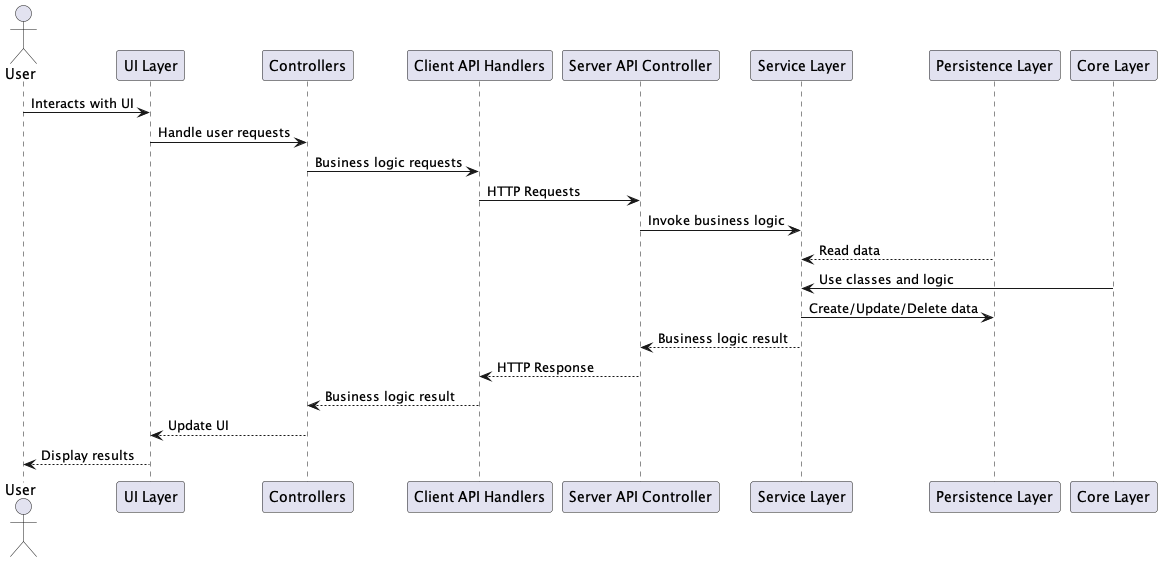 User
UI Layer
Controllers
Client API Handlers
Server API Controller
Service Layer
Persistence Layer
Core Layer
Interacts with UI
Handle user requests
Business logic requests
HTTP Requests
Invoke business logic
Read data
Use classes and logic
Create/Update/Delete data
Business logic result
HTTP Response
Business logic result
Update UI
Display results
User
UI Layer
Controllers
Client API Handlers
Server API Controller
Service Layer
Persistence Layer
Core Layer